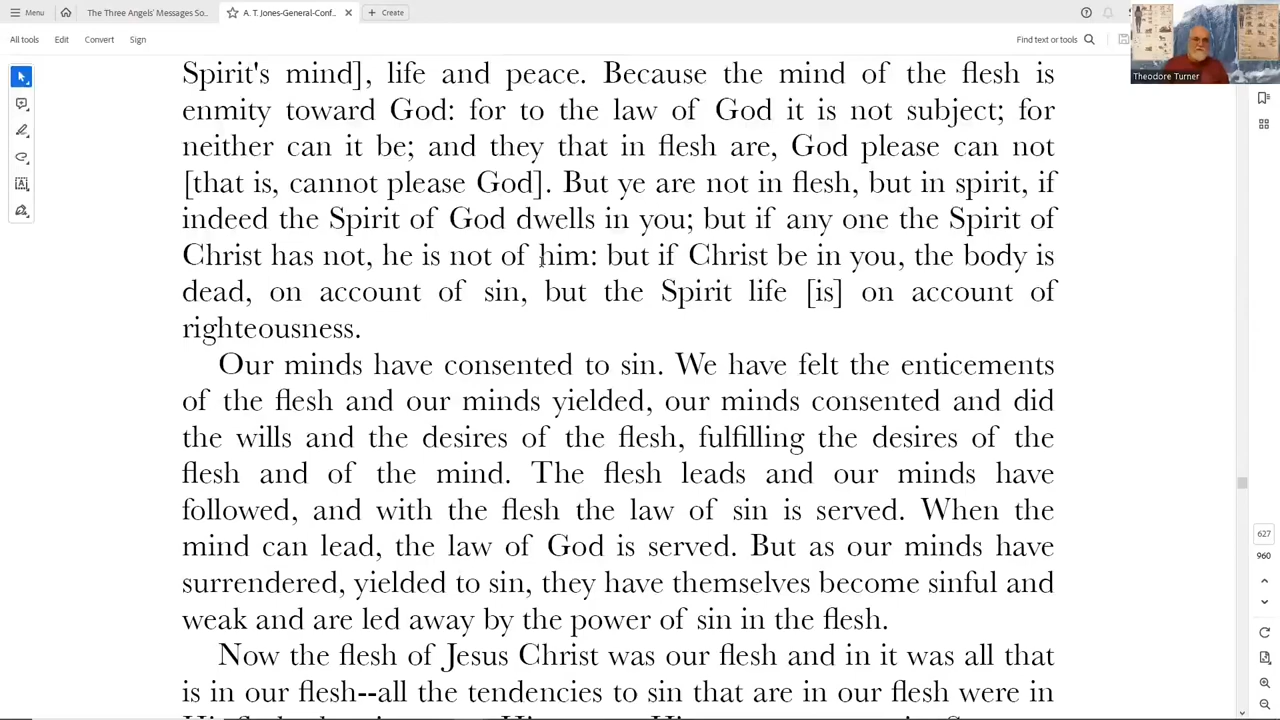 Menu
The Three Angels' Messages So...
A. T. Jones-General-Conf...
Create
All tools
Edit
Convert
Sign
Find text or tools
Theodore Turner
Spirit's mind], life and peace. Because the mind of the flesh is
enmity toward God: for to the law of God it is not subject; for
neither can it be; and they that in flesh are, God please can not
[that is, cannot please God]. But ye are not in flesh, but in spirit, if
indeed the Spirit of God dwells in you; but if any one the Spirit of
Christ has not, he is not of him: but if Christ be in you, the body is
dead, on account of sin, but the Spirit life [is] on account of
righteousness.
Our minds have consented to sin. We have felt the enticements
of the flesh and our minds yielded, our minds consented and did
the wills and the desires of the flesh, fulfilling the desires of the
flesh and of the mind. The flesh leads and our minds have
followed, and with the flesh the law of sin is served. When the
mind can lead, the law of God is served. But as our minds have
surrendered, yielded to sin, they have themselves become sinful and
weak and are led away by the power of sin in the flesh.
Now the flesh of Jesus Christ was our flesh and in it was all that
is in our flesh--all the tendencies to sin that are in our flesh were in
627
960